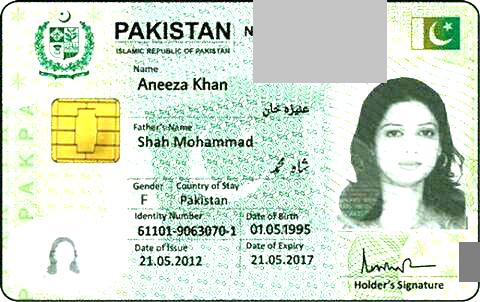 PAKISTAN N
ISLAMIC REPUBLIC OF PAKISTAN
Name
Aneeza Khan
عنیزہ خان
Father's Name
Shah Mohammad
شاہ محمد
Gender Country of Stay
F Pakistan
Identity Number Date of Birth
61101-9063070-1 01.05.1995
Date of Issue Date of Expiry
21.05.2012 21.05.2017
Holder's Signature
PAKPA